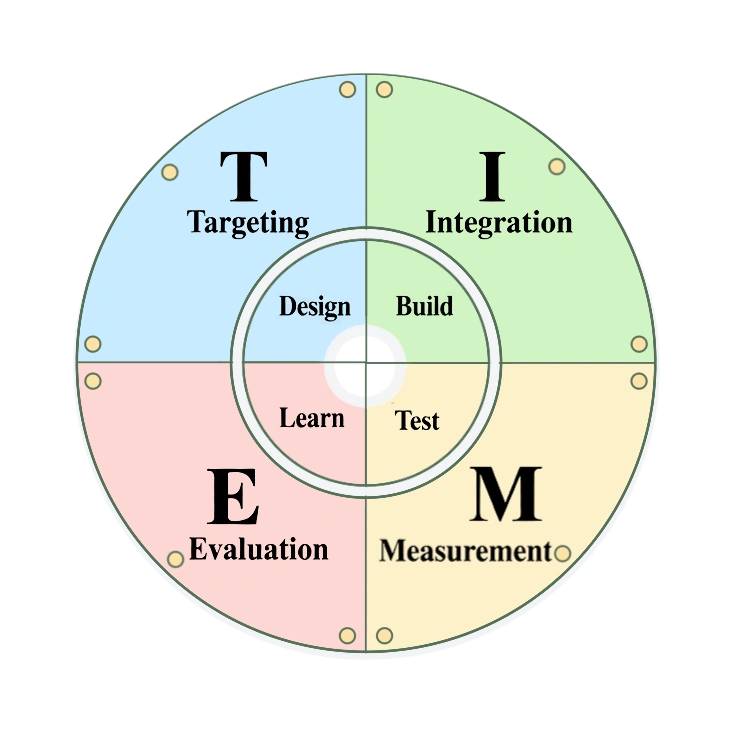 T
Targeting
Design
I
Integration
Build
E
Evaluation
Learn
M
Measurement
Test